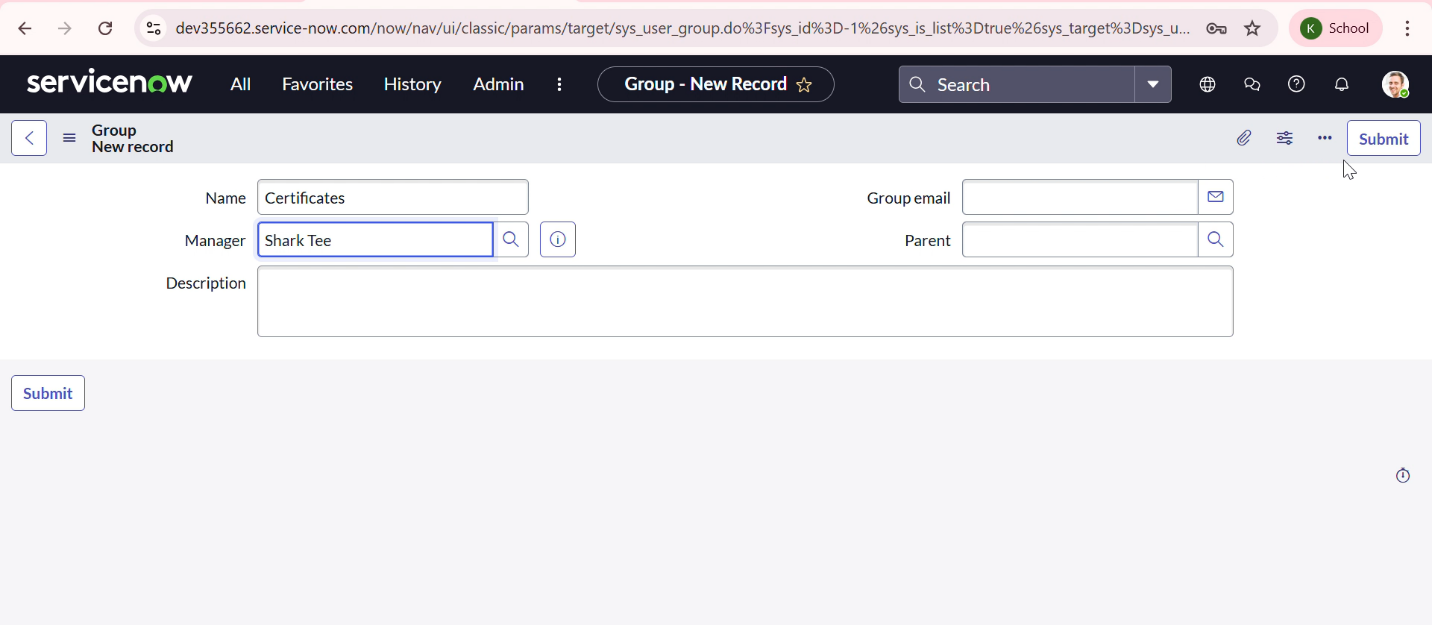 dev355662.service-now.com/now/nav/ui/classic/params/target/sys_user_group.do%3Fsys_id%3D-1%26sys_is_list%3Dtrue%26sys_target%3Dsys_u...
K School
servicenow All Favorites History Admin Group - New Record Search
Group
New record
Submit
Name Certificates Group email
Manager Shark Tee Parent
Description
Submit